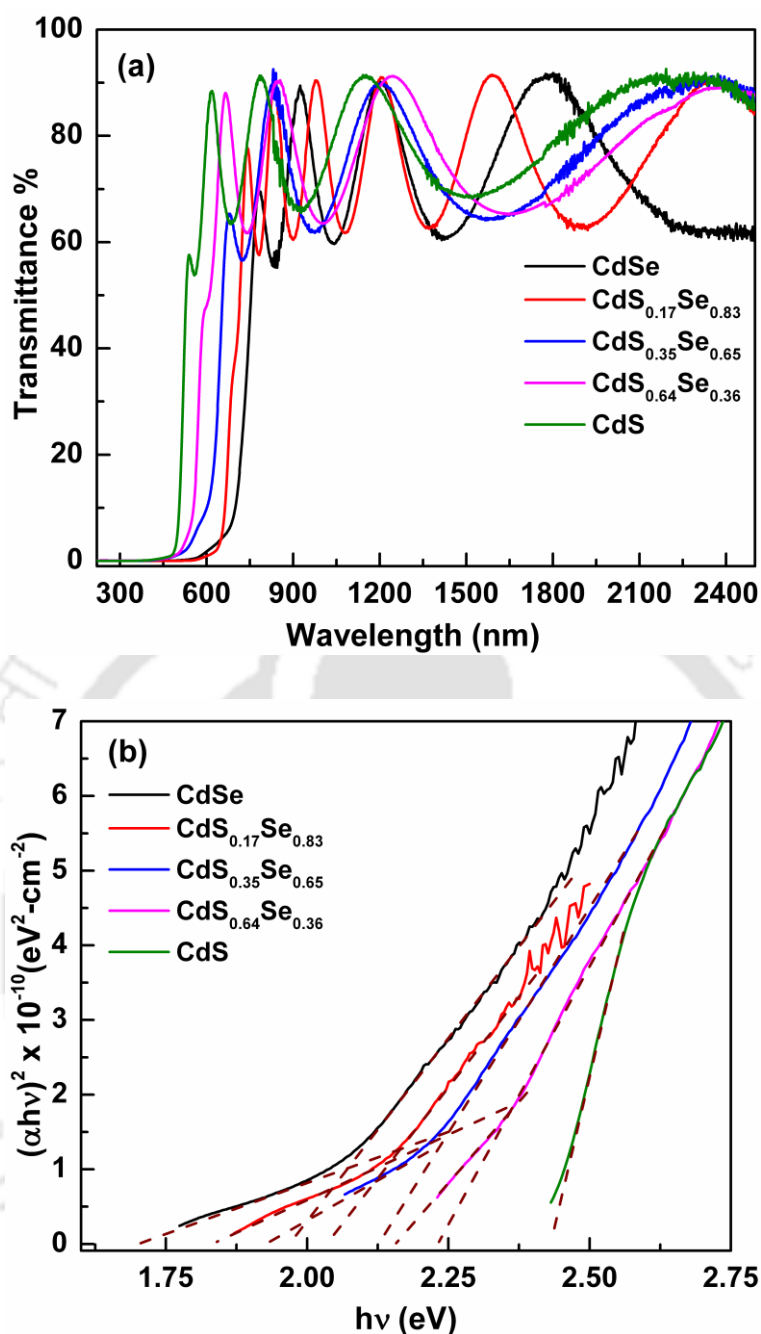 (a)
Transmittance %
100
80
60
40
20
0
CdSe
CdS0.17Se0.83
CdS0.35Se0.65
CdS0.64Se0.36
CdS
300 600 900 1200 1500 1800 2100 2400
Wavelength (nm)
(b)
(αhν)2 x 10-10(eV2-cm-2)
7
6
5
4
3
2
1
0
CdSe
CdS0.17Se0.83
CdS0.35Se0.65
CdS0.64Se0.36
CdS
1.75 2.00 2.25 2.50 2.75
hν (eV)